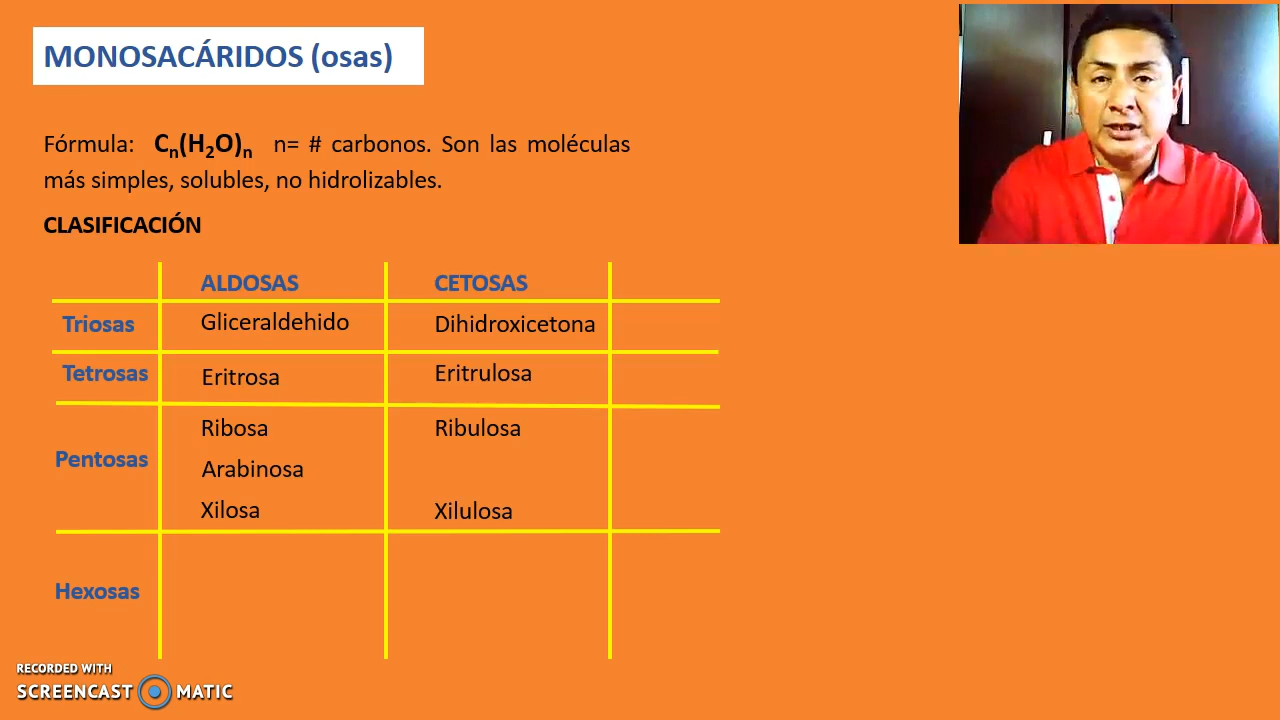 MONOSACÁRIDOS (osas)
Fórmula: Cn(H2O)n n= # carbonos. Son las moléculas
más simples, solubles, no hidrolizables.
CLASIFICACIÓN
ALDOSAS CETOSAS
Triosas Gliceraldehido Dihidroxicetona
Tetrosas Eritrosa Eritrulosa
Pentosas
Ribosa Ribulosa
Arabinosa
Xilosa Xilulosa
Hexosas
RECORDED WITH
SCREENCAST MATIC